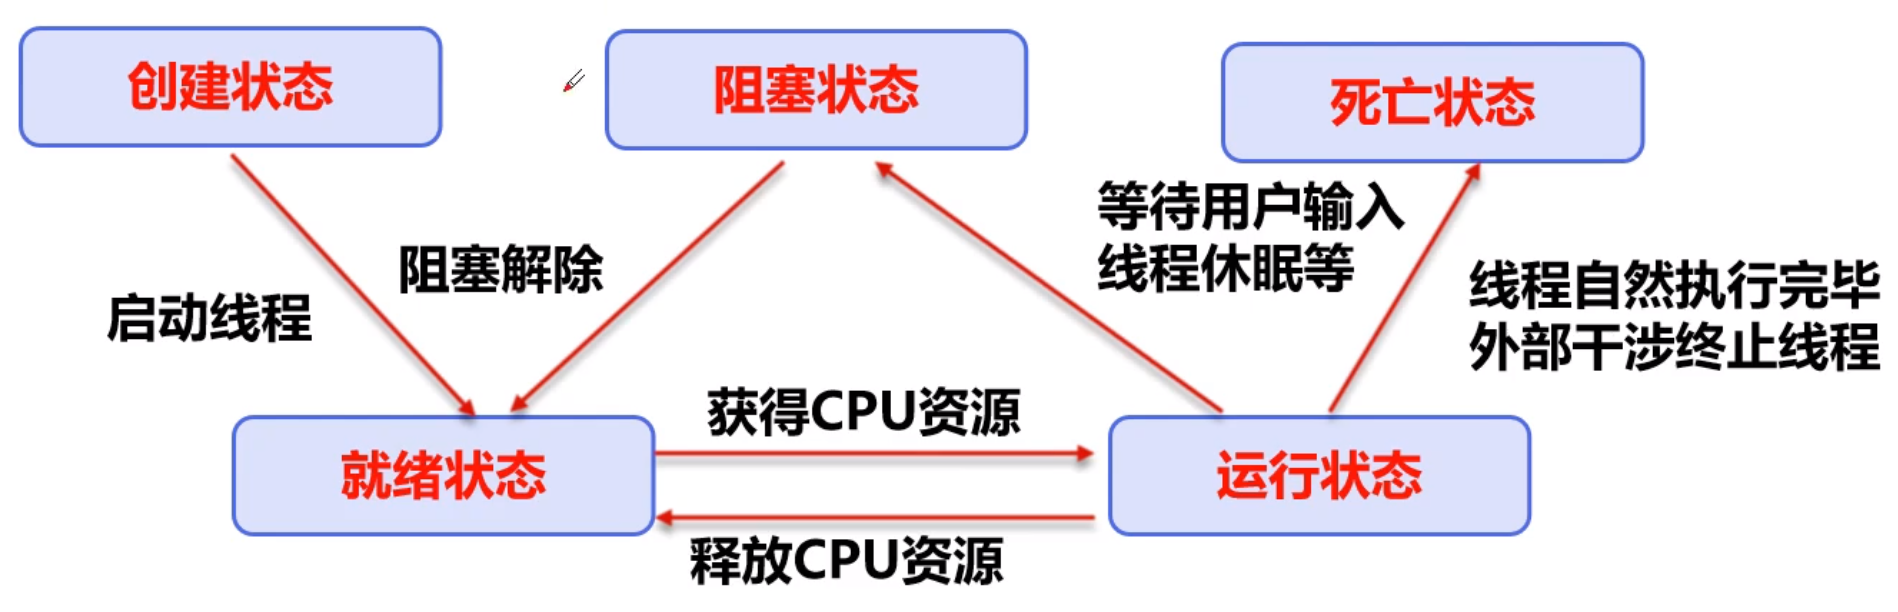 创建状态
阻塞状态
死亡状态
等待用户输入
线程休眠等
阻塞解除
启动线程
线程自然执行完毕
外部干涉终止线程
获得CPU资源
就绪状态
运行状态
释放CPU资源